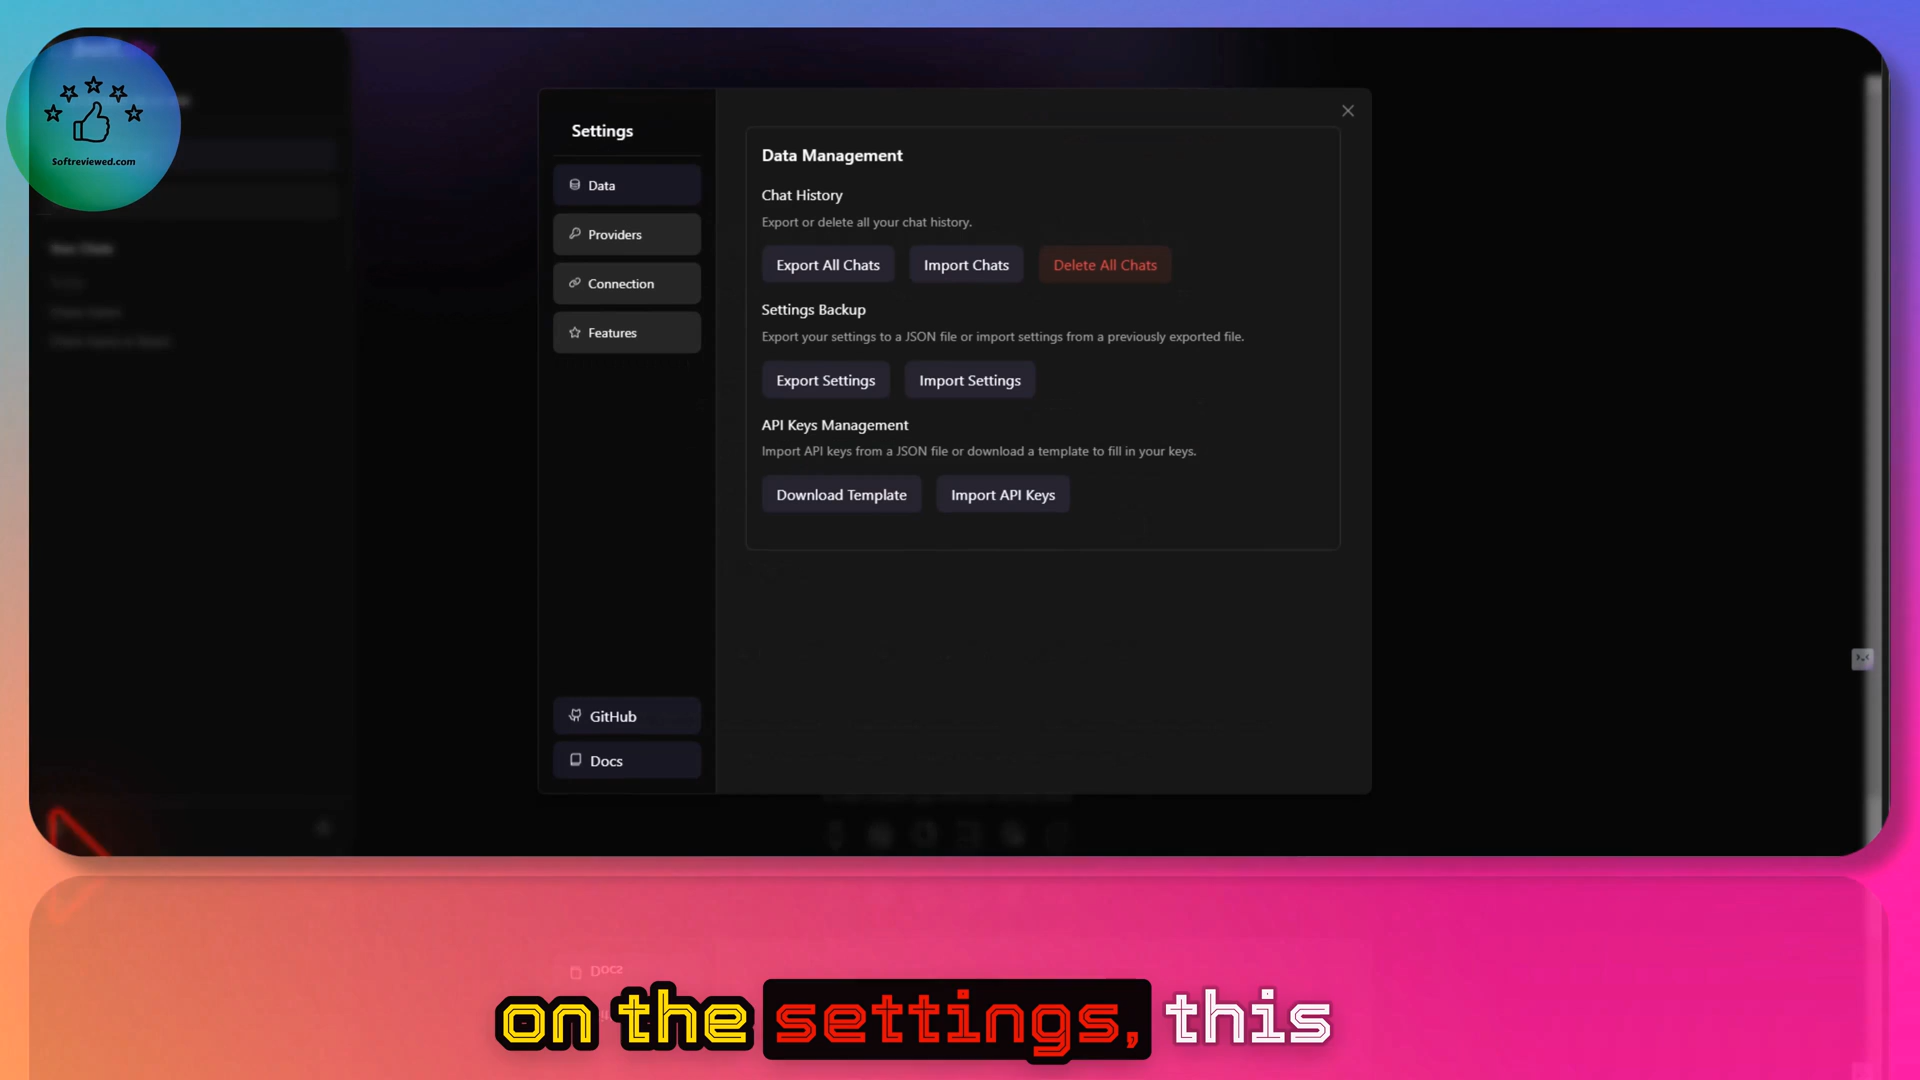 Softreviewed.com
Settings
Data
Providers
Connection
Features
GitHub
Docs
Data Management
Chat History
Export or delete all your chat history.
Export All Chats
Import Chats
Delete All Chats
Settings Backup
Export your settings to a JSON file or import settings from a previously exported file.
Export Settings
Import Settings
API Keys Management
Import API keys from a JSON file or download a template to fill in your keys.
Download Template
Import API Keys
on the settings, this